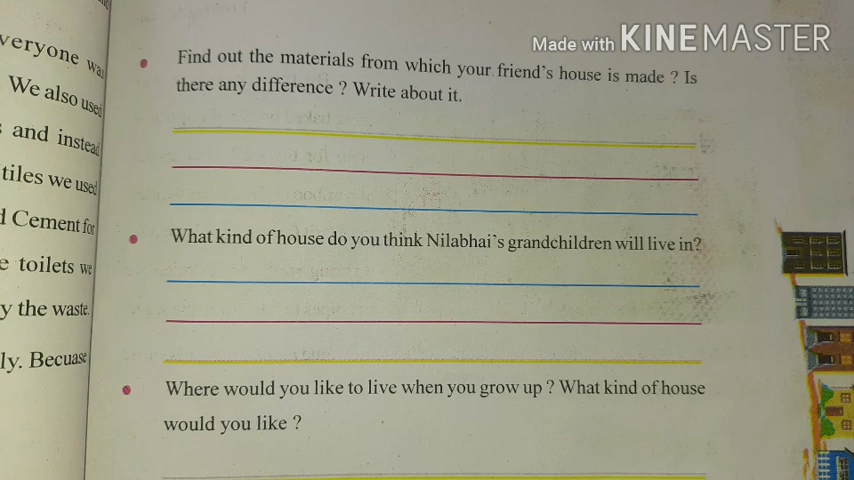 Made with KINEMASTER
veryone was
We also used
and instead
tiles we used
Cement for
e toilets we
y the waste.
ly. Becuase
• Find out the materials from which your friend's house is made ? Is
there any difference ? Write about it.
• What kind of house do you think Nilabhai's grandchildren will live in?
• Where would you like to live when you grow up ? What kind of house
would you like ?